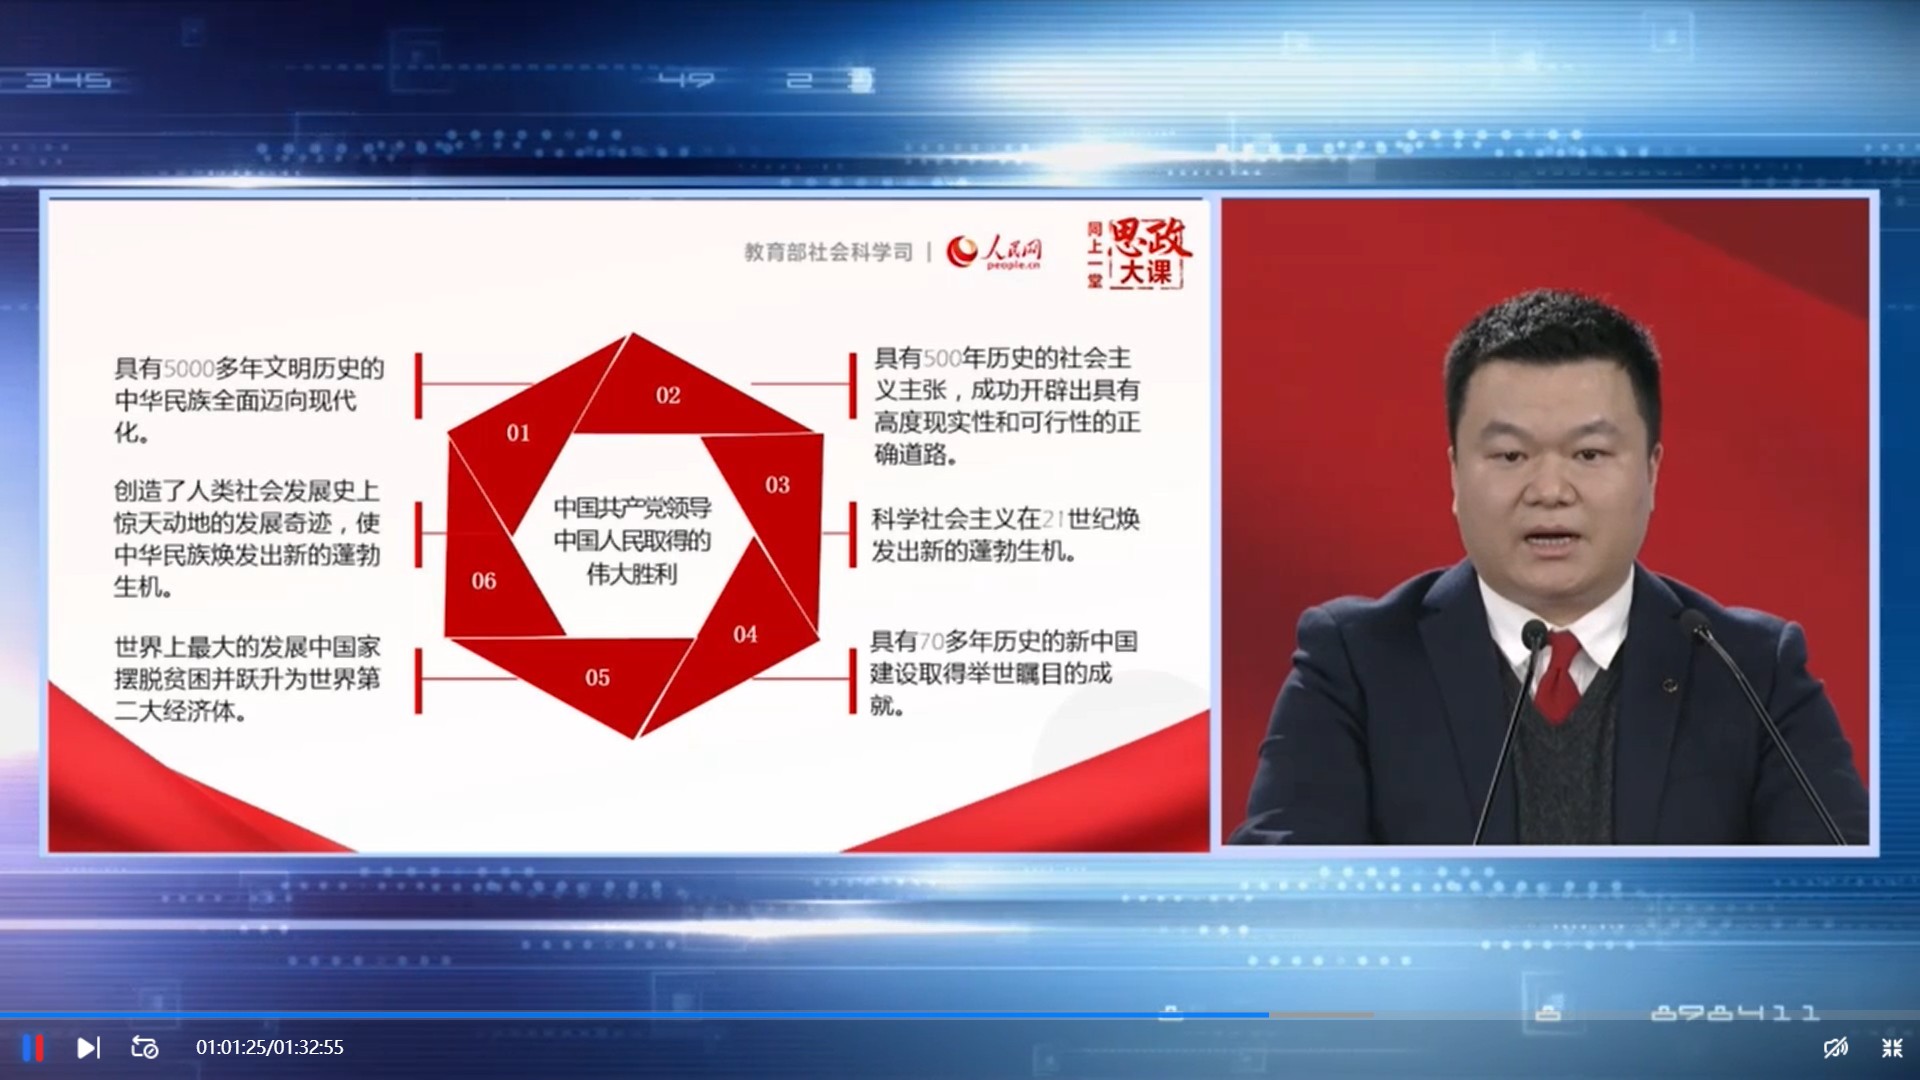 345
49
2
教育部社会科学司
人民网
people.cn
同上一堂
思政
大课
具有5000多年文明历史的
中华民族全面迈向现代
化。
01
02
具有500年历史的社会主
义主张，成功开辟出具有
高度现实性和可行性的正
确道路。
创造了人类社会发展史上
惊天动地的发展奇迹，使
中华民族焕发出新的蓬勃
生机。
06
中国共产党领导
中国人民取得的
伟大胜利
03
科学社会主义在21世纪焕
发出新的蓬勃生机。
世界上最大的发展中国家
摆脱贫困并跃升为世界第
二大经济体。
05
04
具有70多年历史的新中国
建设取得举世瞩目的成
就。
01:01:25/01:32:55